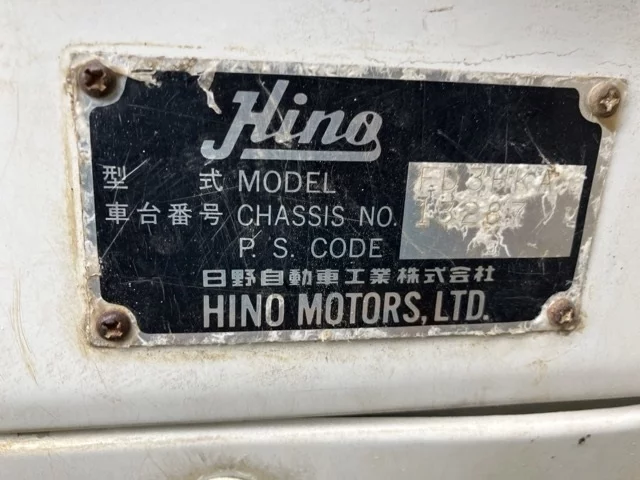 Hino
型 式 MODEL
車台番号 CHASSIS NO.
P. S. CODE
日野自動車工業株式会社
HINO MOTORS, LTD.